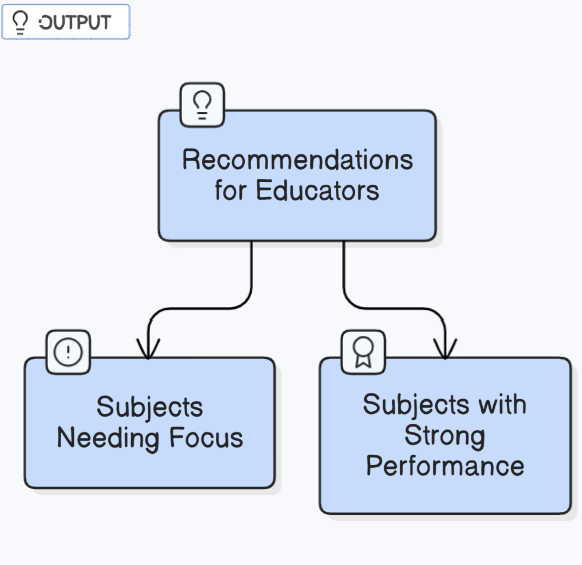 OUTPUT
Recommendations
for Educators
Subjects
Needing Focus
Subjects with
Strong
Performance